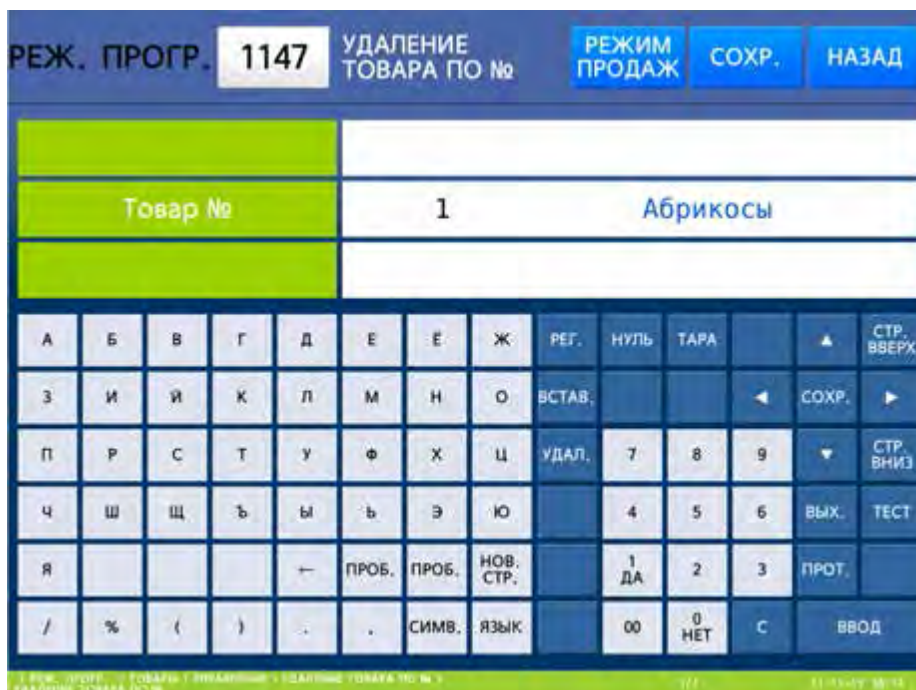 РЕЖ. ПРОГР. 1147 УДАЛЕНИЕ ТОВАРА ПО № РЕЖИМ ПРОДАЖ СОХР. НАЗАД
Товар № 1 Абрикосы
А Б В Г Д Е Ё Ж РЕГ. НУЛЬ ТАРА ▲ СТР. ВВЕРХ
З И Й К Л М Н О ВСТАВ. ◀ СОХР. ▶
П Р С Т У Ф Х Ц УДАЛ. 7 8 9 ▼ СТР. ВНИЗ
Ч Ш Щ Ъ Ы Ь Э Ю 4 5 6 ВЫХ. ТЕСТ
Я ← ПРОБ. ПРОБ. НОВ. СТР. 1 ДА 2 3 ПРОТ.
/ % ( ) . , СИМВ. ЯЗЫК 00 0 НЕТ C ВВОД